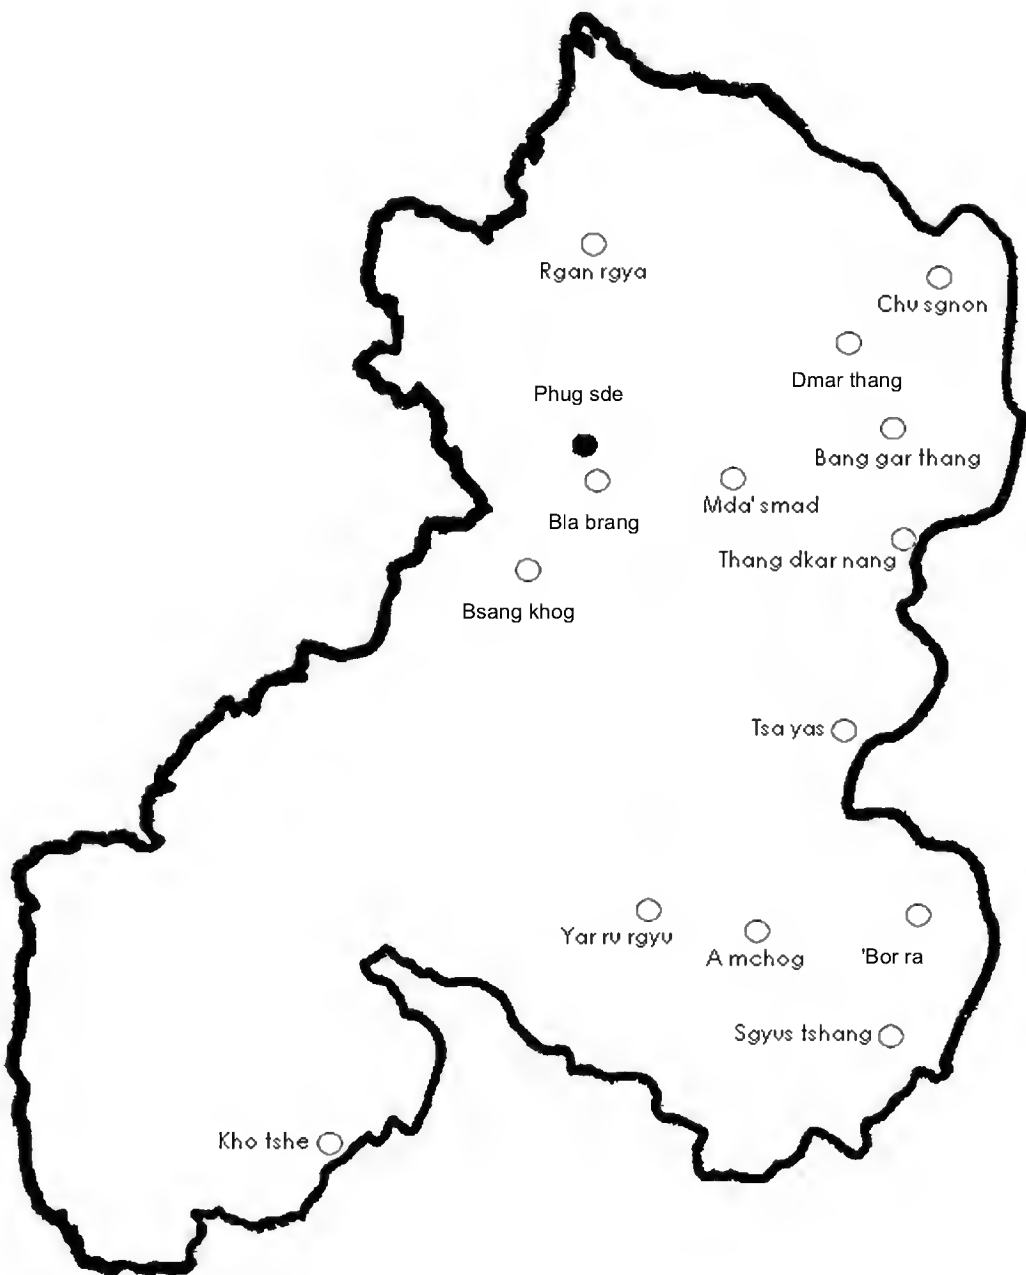 Rgan rgya
Chu sgnon
Dmar thang
Phug sde
Bang gar thang
Mda' smad
Bla brang
Thang dkar nang
Bsang khog
Tsa yas
Yar ru rgyu
A mchog
'Bor ra
Sgyus tshang
Kho tshe